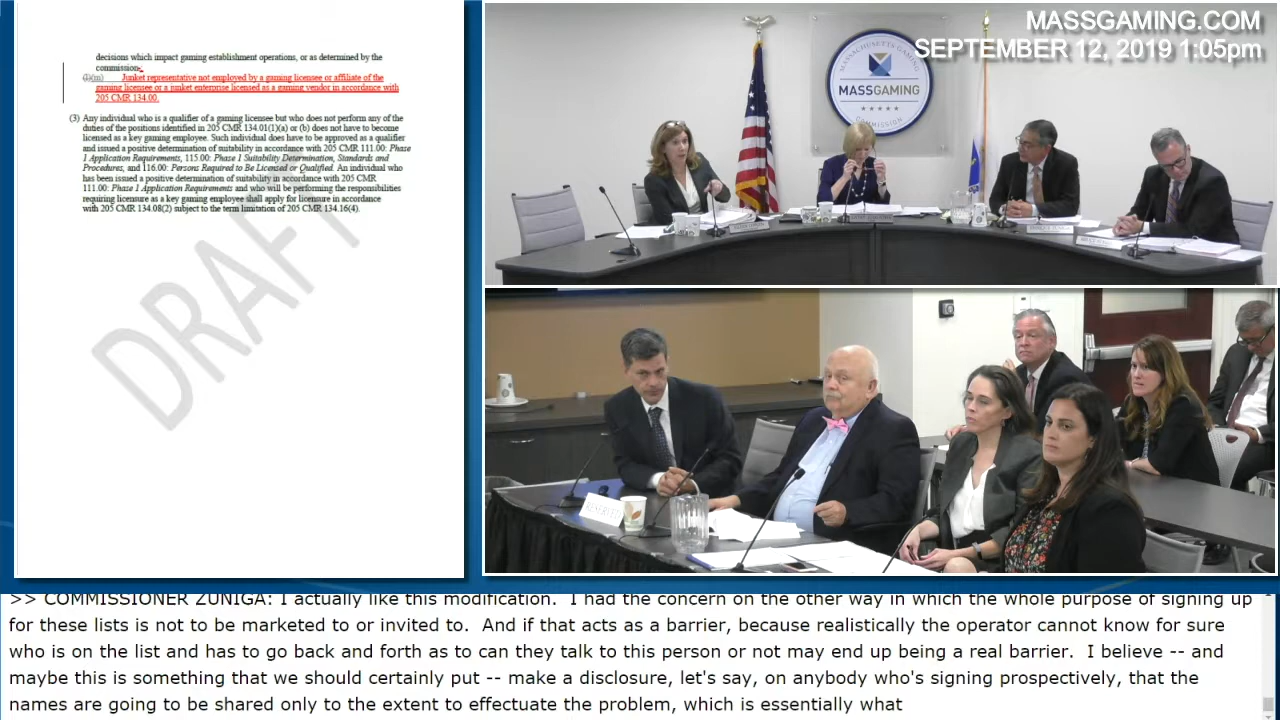 MASSGAMING.COM
SEPTEMBER 12, 2019 1:05pm
decisions which impact gaming establishment operations, or as determined by the
commission.
(l)(m) Junket representative not employed by a gaming licensee or affiliate of the
gaming licensee or a junket enterprise licensed as a gaming vendor in accordance with
205 CMR 134.00.
(3) Any individual who is a qualifier of a gaming licensee but who does not perform any of the
duties of the positions identified in 205 CMR 134.01(1)(a) or (b) does not have to become
licensed as a key gaming employee. Such individual does have to be approved as a qualifier
and issued a positive determination of suitability in accordance with 205 CMR 111.00: Phase
1 Application Requirements, 115.00: Phase 1 Suitability Determination, Standards and
Procedures, and 116.00: Persons Required to Be Licensed or Qualified. An individual who
has been issued a positive determination of suitability in accordance with 205 CMR
111.00: Phase 1 Application Requirements and who will be performing the responsibilities
requiring licensure as a key gaming employee shall apply for licensure in accordance
with 205 CMR 134.08(2) subject to the term limitation of 205 CMR 134.16(4).
DRAFT
MASSACHUSETTS GAMING
MASSGAMING
COMMISSION
RESERVED
>> COMMISSIONER ZUNIGA: I actually like this modification. I had the concern on the other way in which the whole purpose of signing up
for these lists is not to be marketed to or invited to. And if that acts as a barrier, because realistically the operator cannot know for sure
who is on the list and has to go back and forth as to can they talk to this person or not may end up being a real barrier. I believe -- and
maybe this is something that we should certainly put -- make a disclosure, let's say, on anybody who's signing prospectively, that the
names are going to be shared only to the extent to effectuate the problem, which is essentially what